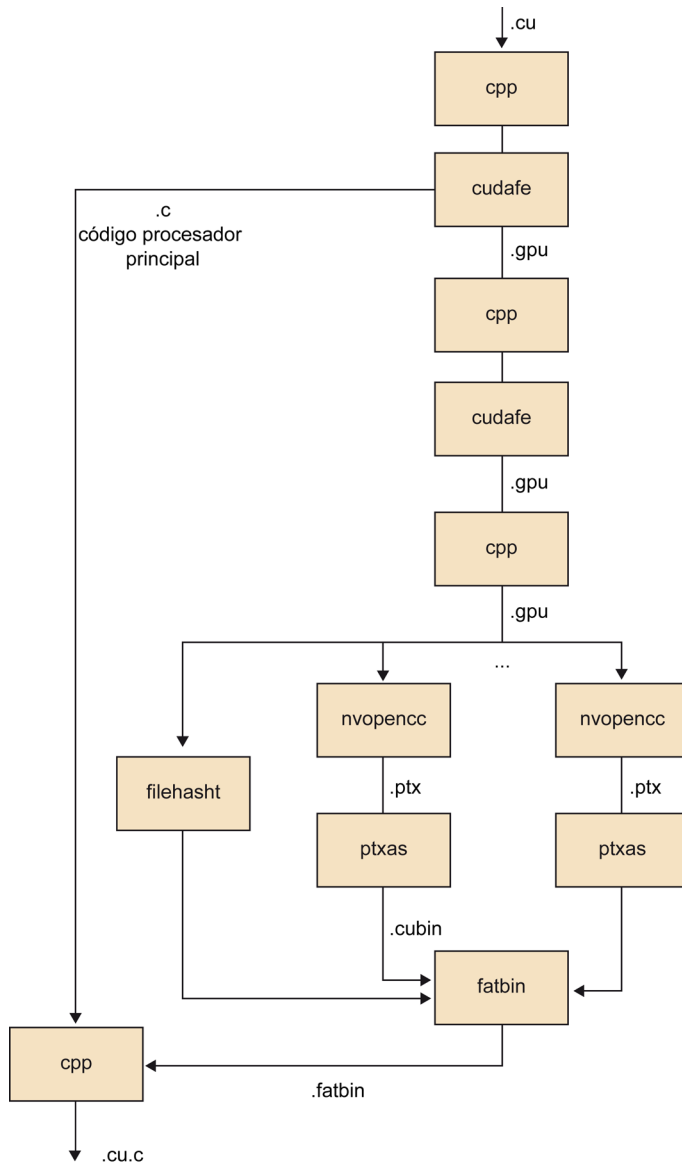 .cu
cpp
cudafe
.c
código procesador
principal
.gpu
cpp
cudafe
.gpu
cpp
.gpu
...
nvopencc
nvopencc
filehasht
.ptx
.ptx
ptxas
ptxas
.cubin
fatbin
cpp
.fatbin
.cu.c